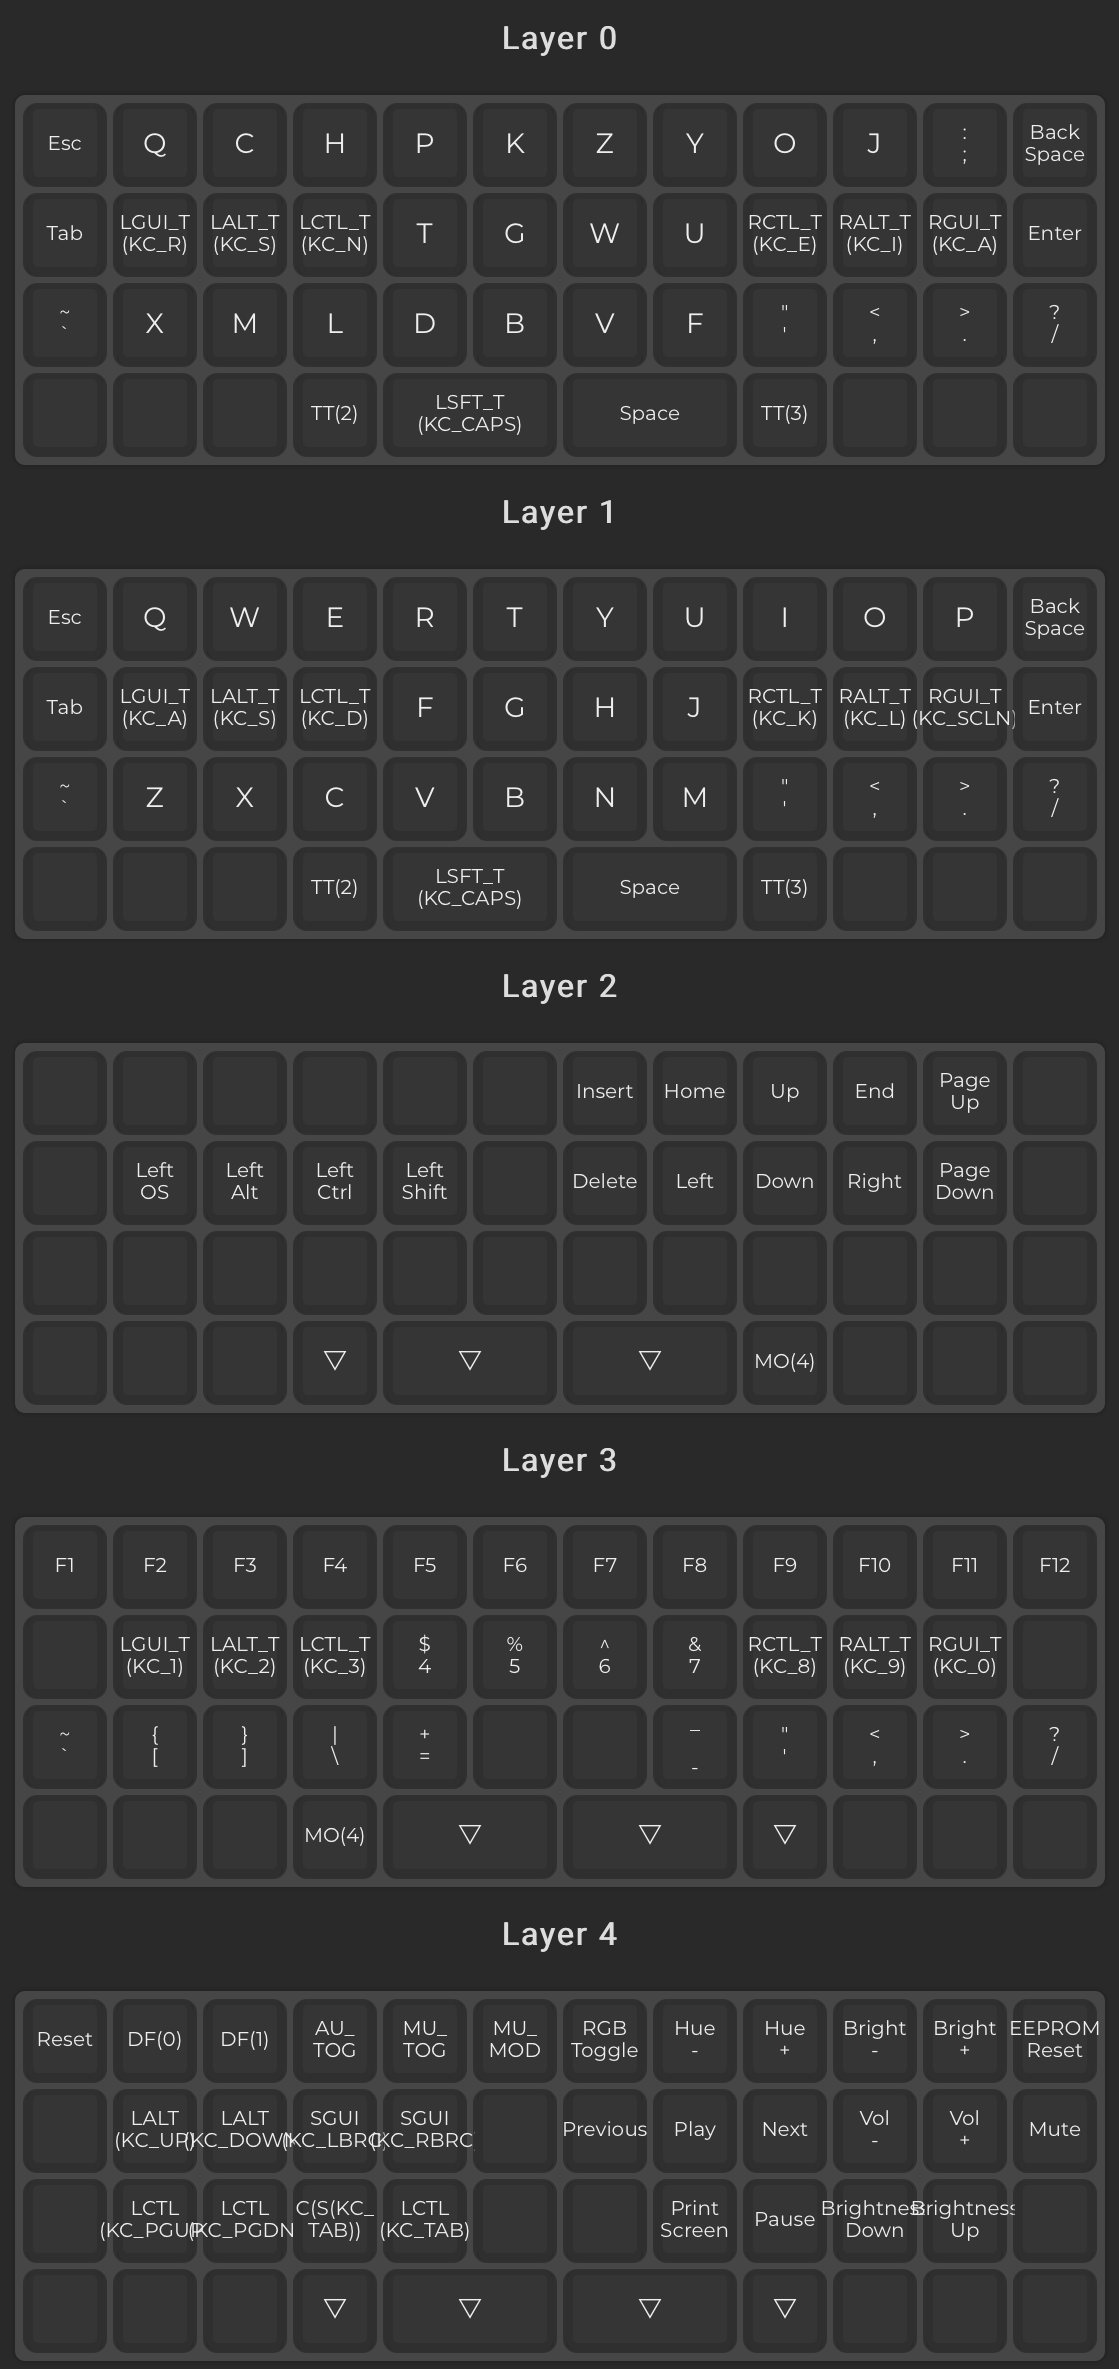 Layer 0
Esc Q C H P K Z Y O J : ; Back Space
Tab LGUI_T (KC_R) LALT_T (KC_S) LCTL_T (KC_N) T G W U RCTL_T (KC_E) RALT_T (KC_I) RGUI_T (KC_A) Enter
~ ` X M L D B V F " ' < , > . ? /
TT(2) LSFT_T (KC_CAPS) Space TT(3)
Layer 1
Esc Q W E R T Y U I O P Back Space
Tab LGUI_T (KC_A) LALT_T (KC_S) LCTL_T (KC_D) F G H J RCTL_T (KC_K) RALT_T (KC_L) RGUI_T (KC_SCLN) Enter
~ ` Z X C V B N M " ' < , > . ? /
TT(2) LSFT_T (KC_CAPS) Space TT(3)
Layer 2
Insert Home Up End Page Up
Left OS Left Alt Left Ctrl Left Shift Delete Left Down Right Page Down
▽ ▽ ▽ MO(4)
Layer 3
F1 F2 F3 F4 F5 F6 F7 F8 F9 F10 F11 F12
LGUI_T (KC_1) LALT_T (KC_2) LCTL_T (KC_3) $ 4 % 5 ^ 6 & 7 RCTL_T (KC_8) RALT_T (KC_9) RGUI_T (KC_0)
~ ` { [ } ] | \ + = _ - " ' < , > . ? /
MO(4) ▽ ▽ ▽
Layer 4
Reset DF(0) DF(1) AU_ TOG MU_ TOG MU_ MOD RGB Toggle Hue - Hue + Bright - Bright + EEPROM Reset
LALT (KC_UP) LALT (KC_DOWN SGUI (KC_LBRC SGUI (KC_RBRC Previous Play Next Vol - Vol + Mute
LCTL (KC_PGUP LCTL (KC_PGDN C(S(KC_ TAB)) LCTL (KC_TAB) Print Screen Pause Brightness Down Brightness Up
▽ ▽ ▽ ▽